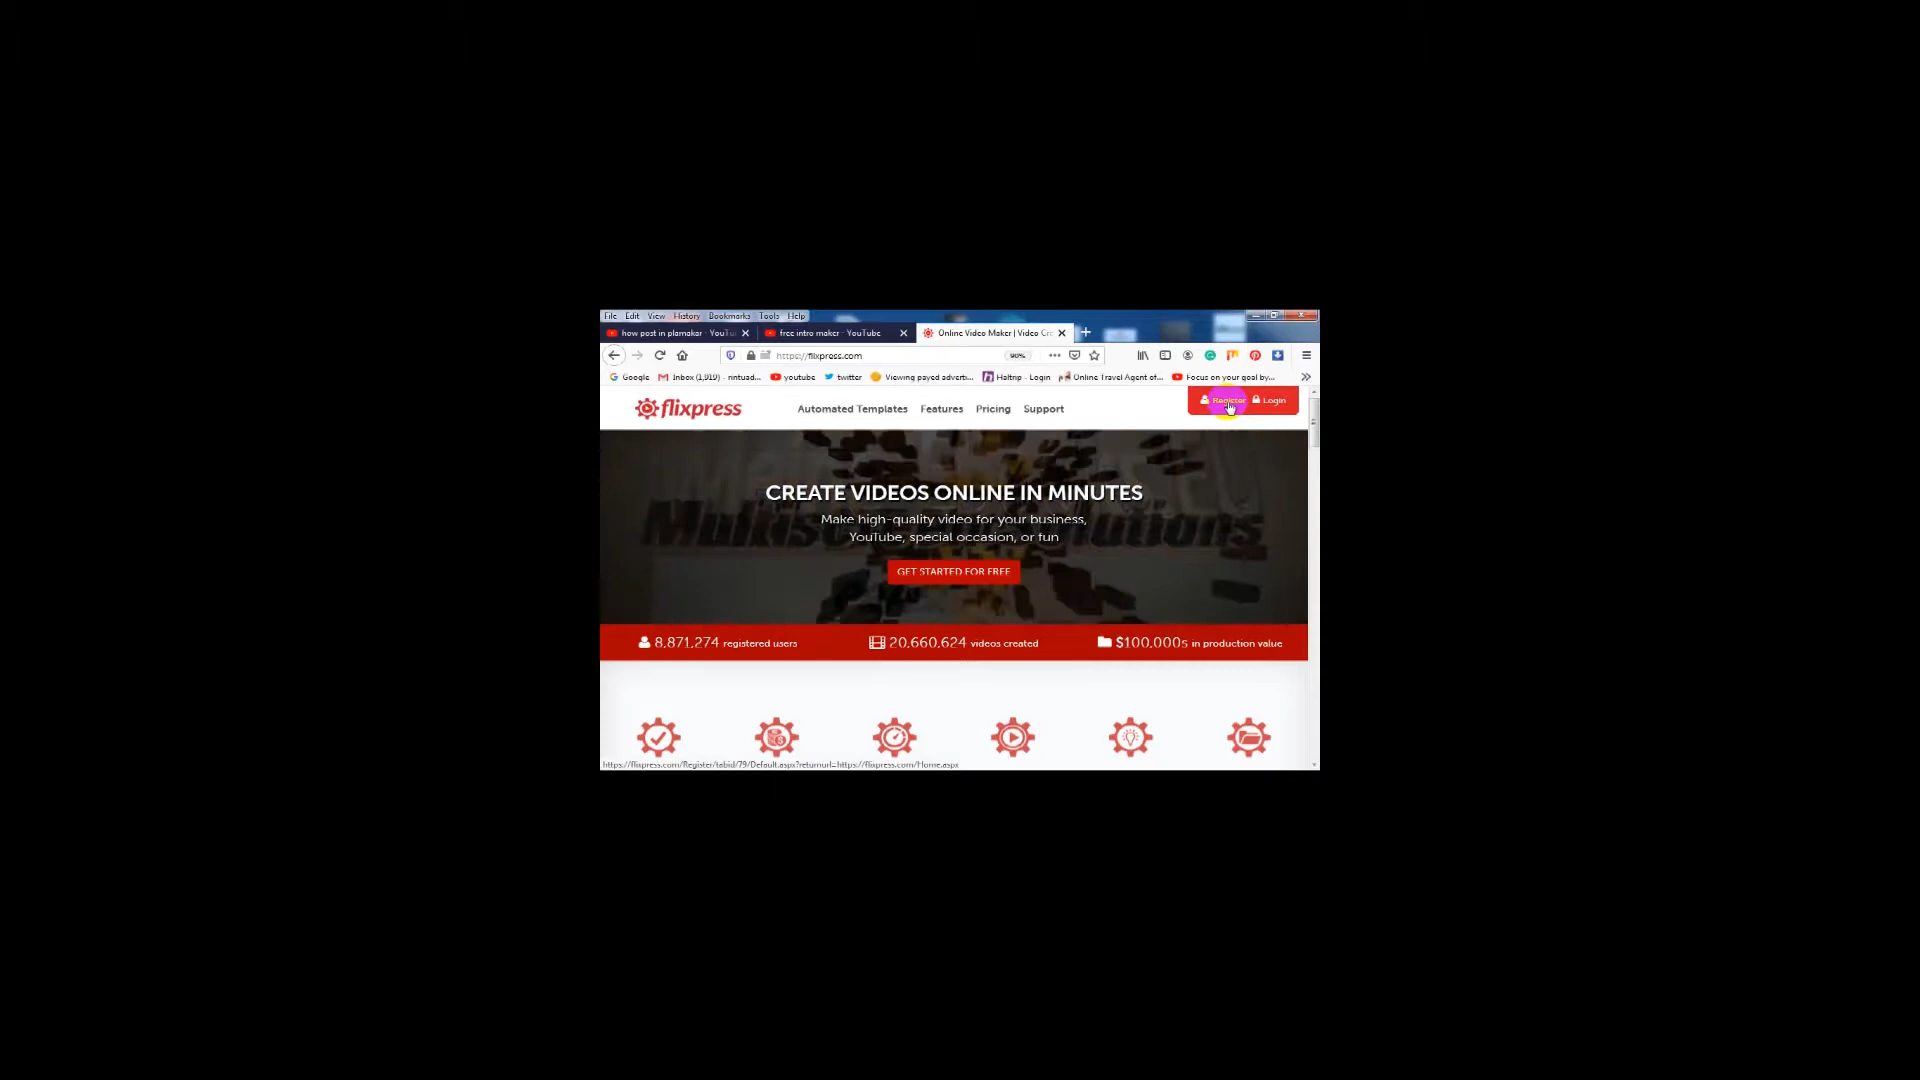 File Edit View History Bookmarks Tools Help
how post in plamakar - YouTu
free intro maker - YouTube
Online Video Maker | Video Cre
https://flixpress.com
90%
Google
Inbox (1,919) - nntuad...
youtube
twitter
Viewing payed adverti...
Haltrip - Login
Online Travel Agent of...
Focus on your goal by...
flixpress
Automated Templates Features Pricing Support
Register Login
CREATE VIDEOS ONLINE IN MINUTES
Make high-quality video for your business,
YouTube, special occasion, or fun
GET STARTED FOR FREE
8,871,274 registered users
20,660,624 videos created
$100,000s in production value
https://flixpress.com/Register/tabid/79/Default.aspx?returnurl=https://flixpress.com/Home.aspx